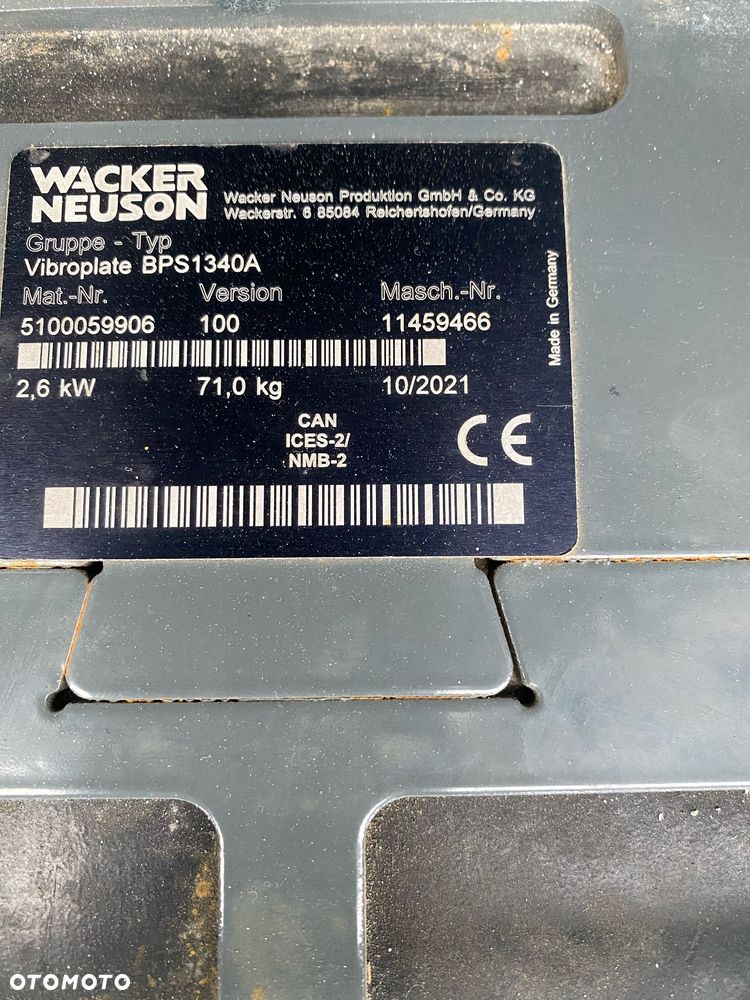 WACKER
NEUSON
Wacker Neuson Produktion GmbH & Co. KG
Wackerstr. 6 85084 Reichertshofen/Germany
Gruppe - Typ
Vibroplate BPS1340A
Mat.-Nr. Version Masch.-Nr.
5100059906 100 11459466
2,6 kW 71,0 kg 10/2021
Made in Germany
CAN
ICES-2/
NMB-2
CE
OTOMOTO